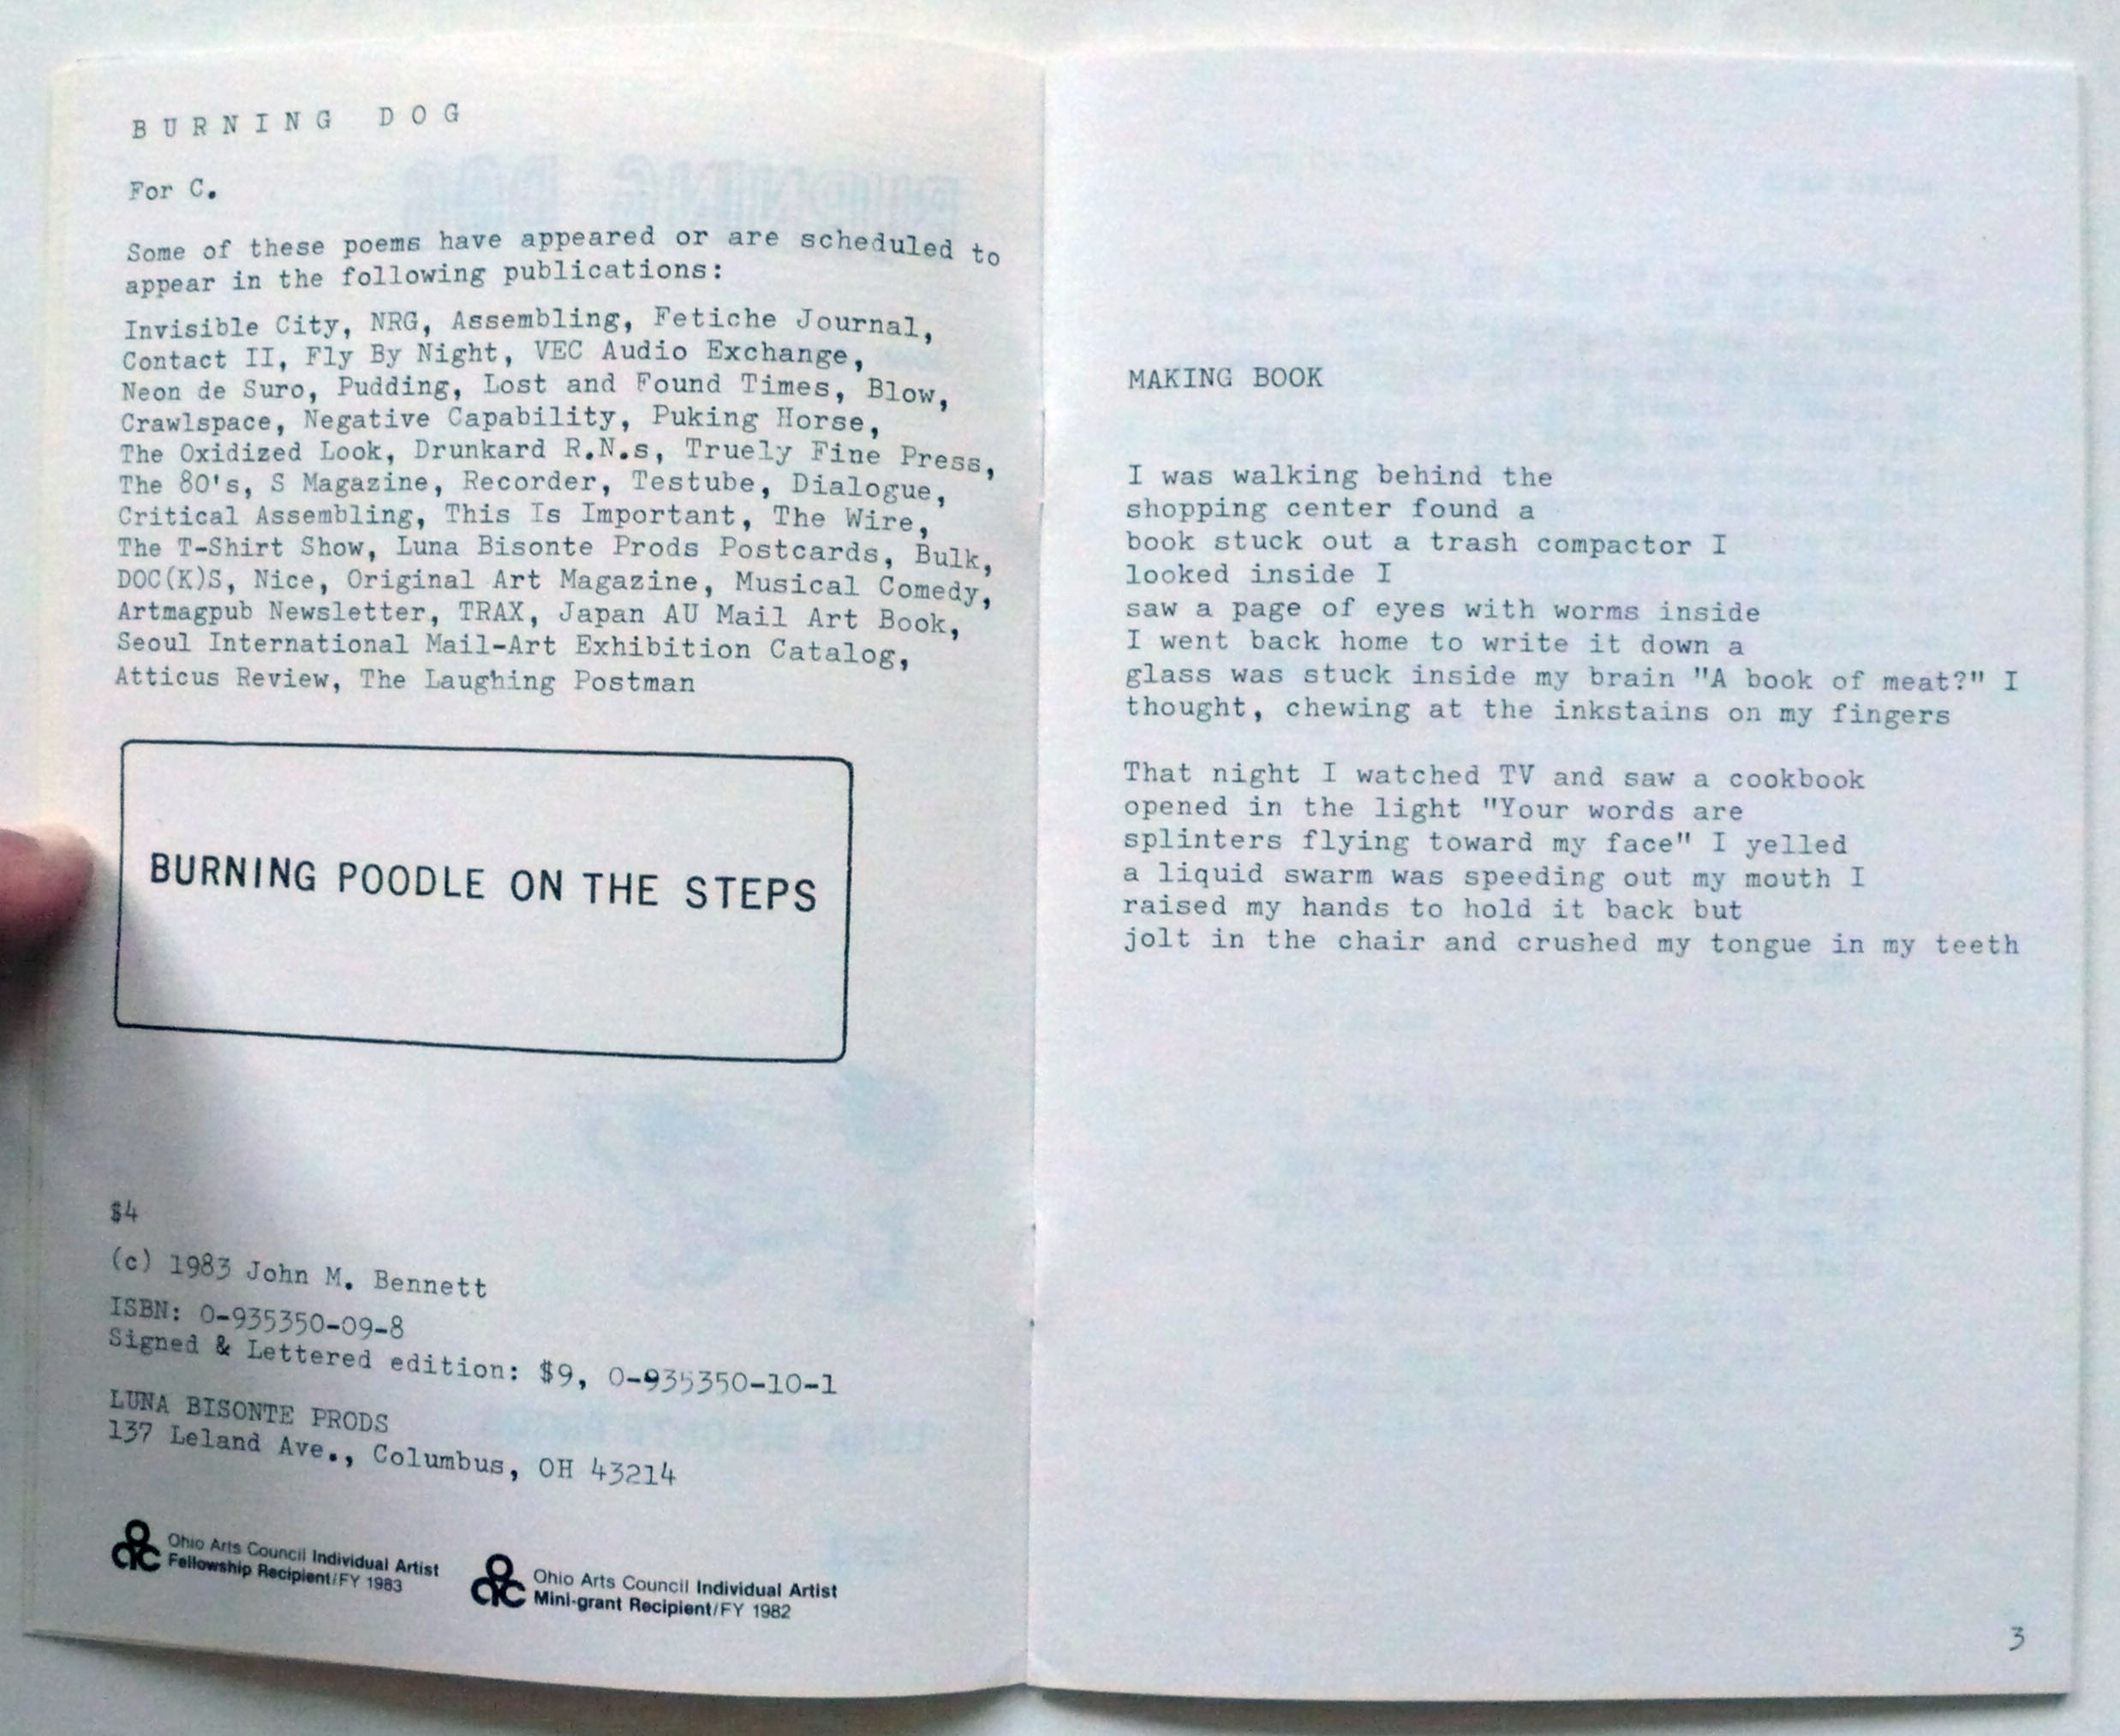 BURNING DOG
For C.
Some of these poems have appeared or are scheduled to
appear in the following publications:
Invisible City, NRG, Assembling, Fetiche Journal,
Contact II, Fly By Night, VEC Audio Exchange,
Neon de Suro, Pudding, Lost and Found Times, Blow,
Crawlspace, Negative Capability, Puking Horse,
The Oxidized Look, Drunkard R.N.s, Truely Fine Press,
The 80's, S Magazine, Recorder, Testube, Dialogue,
Critical Assembling, This Is Important, The Wire,
The T-Shirt Show, Luna Bisonte Prods Postcards, Bulk,
DOC(K)S, Nice, Original Art Magazine, Musical Comedy,
Artmagpub Newsletter, TRAX, Japan AU Mail Art Book,
Seoul International Mail-Art Exhibition Catalog,
Atticus Review, The Laughing Postman
BURNING POODLE ON THE STEPS
$4
(c) 1983 John M. Bennett
ISBN: 0-935350-09-8
Signed & Lettered edition: $9, 0-935350-10-1
LUNA BISONTE PRODS
137 Leland Ave., Columbus, OH 43214
oac Ohio Arts Council Individual Artist
Fellowship Recipient/FY 1983
oac Ohio Arts Council Individual Artist
Mini-grant Recipient/FY 1982
MAKING BOOK
I was walking behind the
shopping center found a
book stuck out a trash compactor I
looked inside I
saw a page of eyes with worms inside
I went back home to write it down a
glass was stuck inside my brain "A book of meat?" I
thought, chewing at the inkstains on my fingers
That night I watched TV and saw a cookbook
opened in the light "Your words are
splinters flying toward my face" I yelled
a liquid swarm was speeding out my mouth I
raised my hands to hold it back but
jolt in the chair and crushed my tongue in my teeth
3